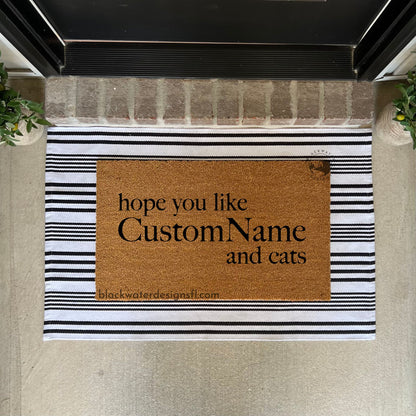 hope you like
CustomName
and cats
blackwaterdesignsfl.com